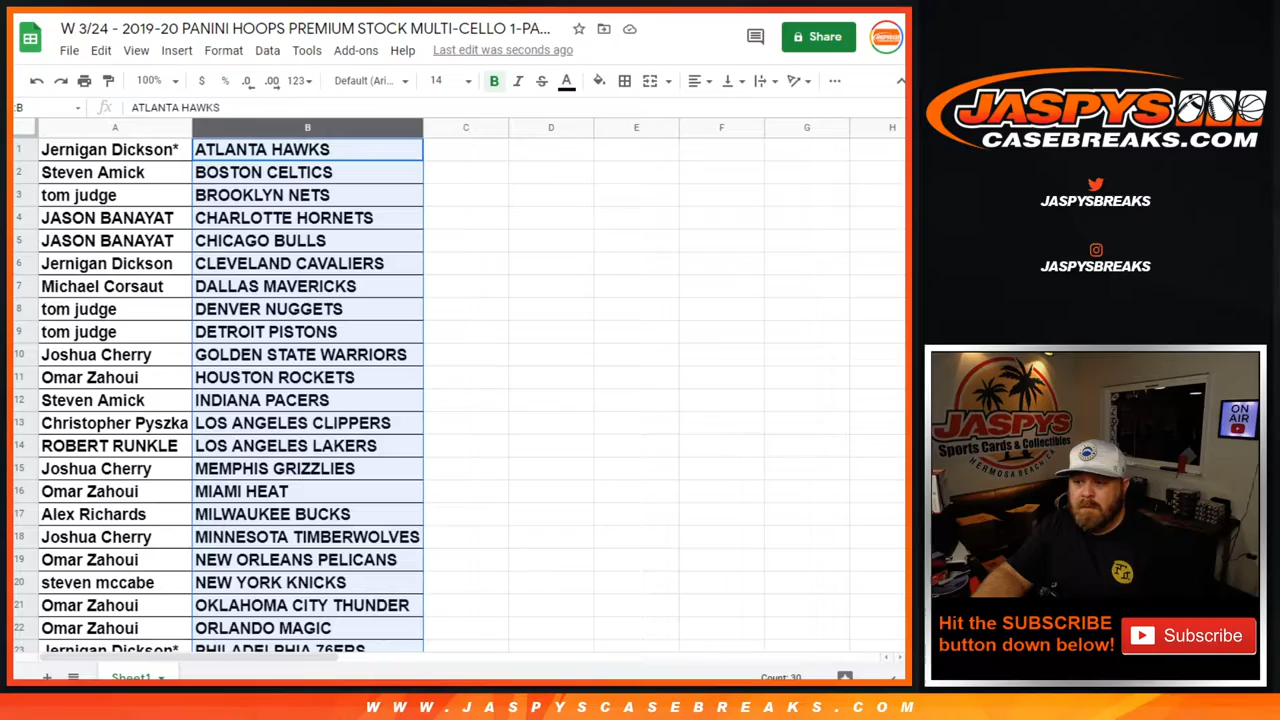 W 3/24 - 2019-20 PANINI HOOPS PREMIUM STOCK MULTI-CELLO 1-PA...
File Edit View Insert Format Data Tools Add-ons Help Last edit was seconds ago
Share
100% $ % .0 .00 123 Default (Ari... 14 B I S A
:B fx ATLANTA HAWKS
A B C D E F G H
1 Jernigan Dickson* ATLANTA HAWKS
2 Steven Amick BOSTON CELTICS
3 tom judge BROOKLYN NETS
4 JASON BANAYAT CHARLOTTE HORNETS
5 JASON BANAYAT CHICAGO BULLS
6 Jernigan Dickson CLEVELAND CAVALIERS
7 Michael Corsaut DALLAS MAVERICKS
8 tom judge DENVER NUGGETS
9 tom judge DETROIT PISTONS
10 Joshua Cherry GOLDEN STATE WARRIORS
11 Omar Zahoui HOUSTON ROCKETS
12 Steven Amick INDIANA PACERS
13 Christopher Pyszka LOS ANGELES CLIPPERS
14 ROBERT RUNKLE LOS ANGELES LAKERS
15 Joshua Cherry MEMPHIS GRIZZLIES
16 Omar Zahoui MIAMI HEAT
17 Alex Richards MILWAUKEE BUCKS
18 Joshua Cherry MINNESOTA TIMBERWOLVES
19 Omar Zahoui NEW ORLEANS PELICANS
20 steven mccabe NEW YORK KNICKS
21 Omar Zahoui OKLAHOMA CITY THUNDER
22 Omar Zahoui ORLANDO MAGIC
23 Jernigan Dickson* PHILADELPHIA 76ERS
Sheet1 Count: 30
JASPYS
CASEBREAKS.COM
JASPYSBREAKS
JASPYSBREAKS
JASPYS
Sports Cards & Collectibles
HERMOSA BEACH, CA
ON AIR
Hit the SUBSCRIBE
button down below!
Subscribe
WWW.JASPYSCASEBREAKS.COM